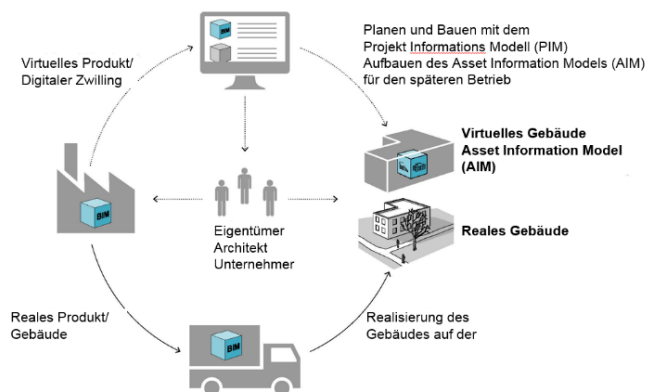 BIM
Planen und Bauen mit dem
Projekt Informations Modell (PIM)
Aufbauen des Asset Information Models (AIM)
für den späteren Betrieb
Virtuelles Produkt/
Digitaler Zwilling
Virtuelles Gebäude
Asset Information Model
(AIM)
BIM
Eigentümer
Architekt
Unternehmer
Reales Gebäude
Reales Produkt/
Gebäude
BIM
Realisierung des
Gebäudes auf der